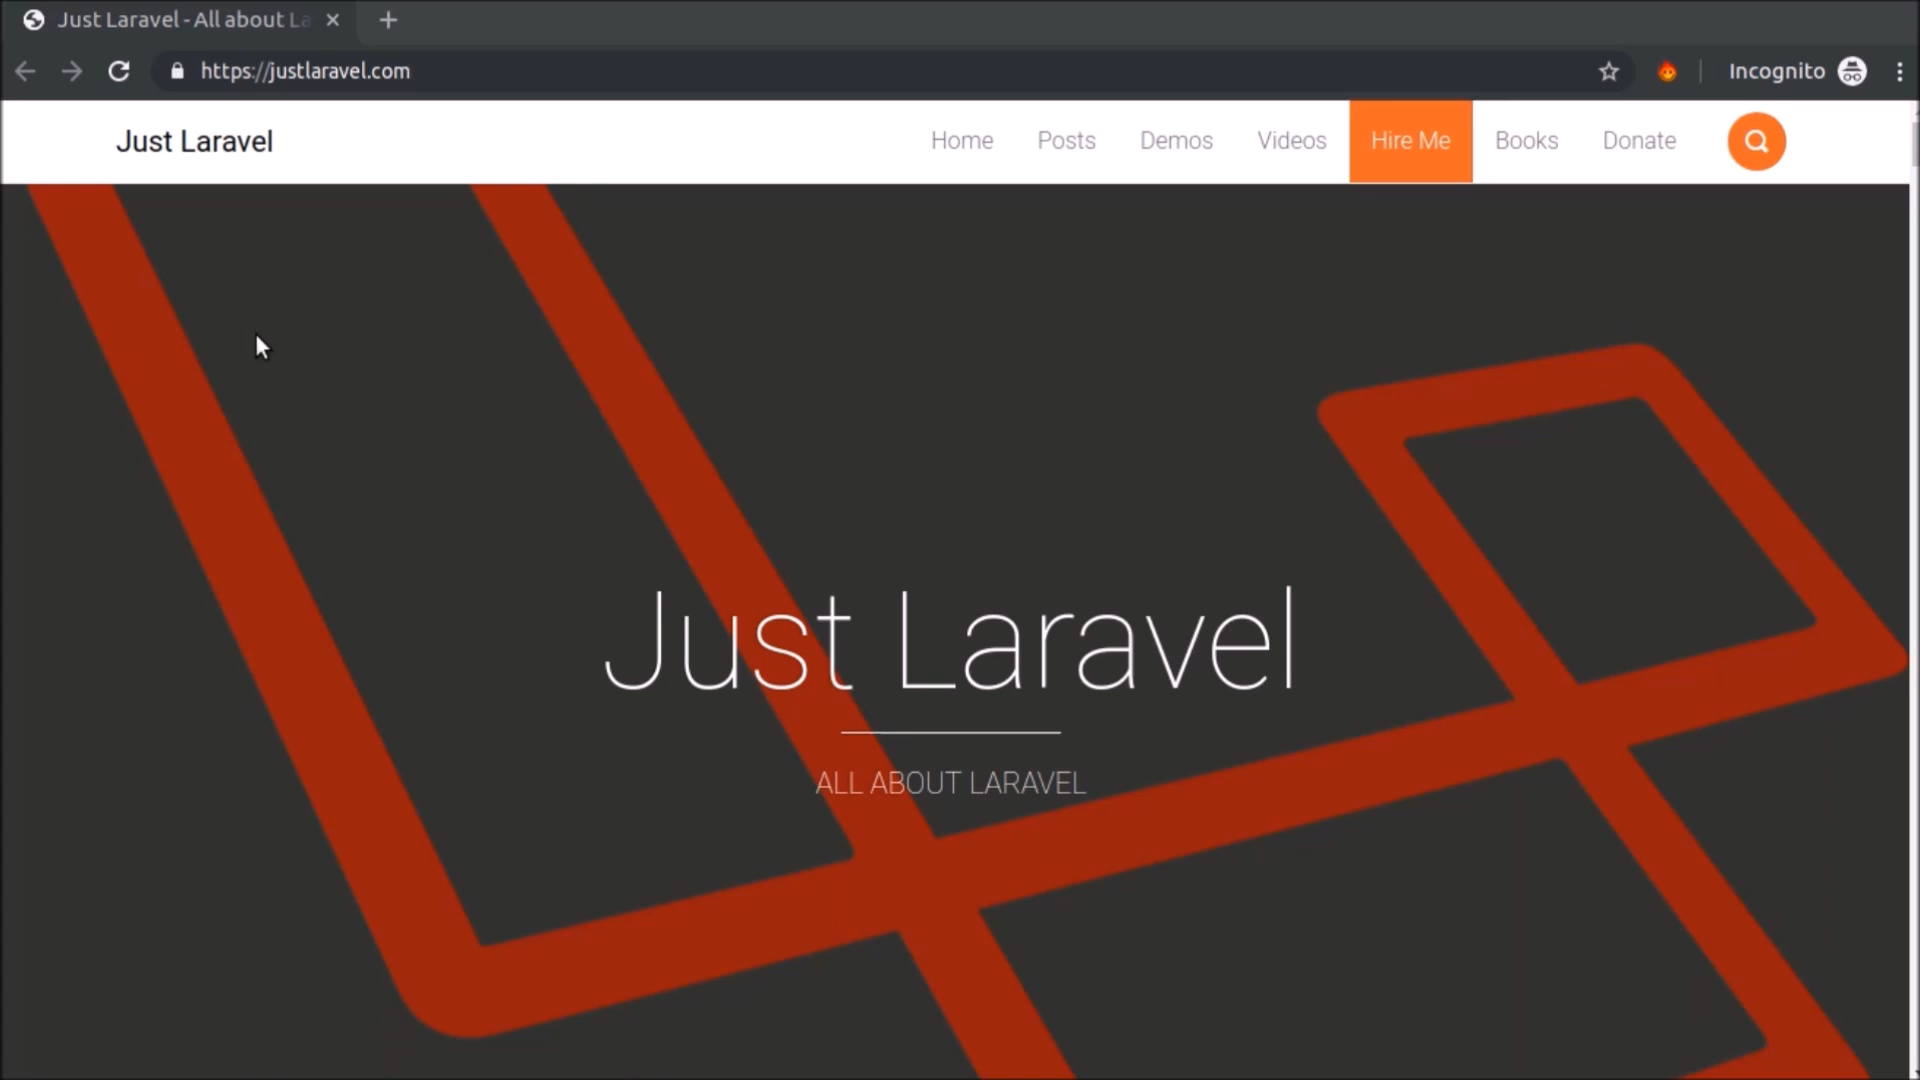 Just Laravel - All about La
https://justlaravel.com
Incognito
Just Laravel
Home
Posts
Demos
Videos
Hire Me
Books
Donate
Just Laravel
ALL ABOUT LARAVEL